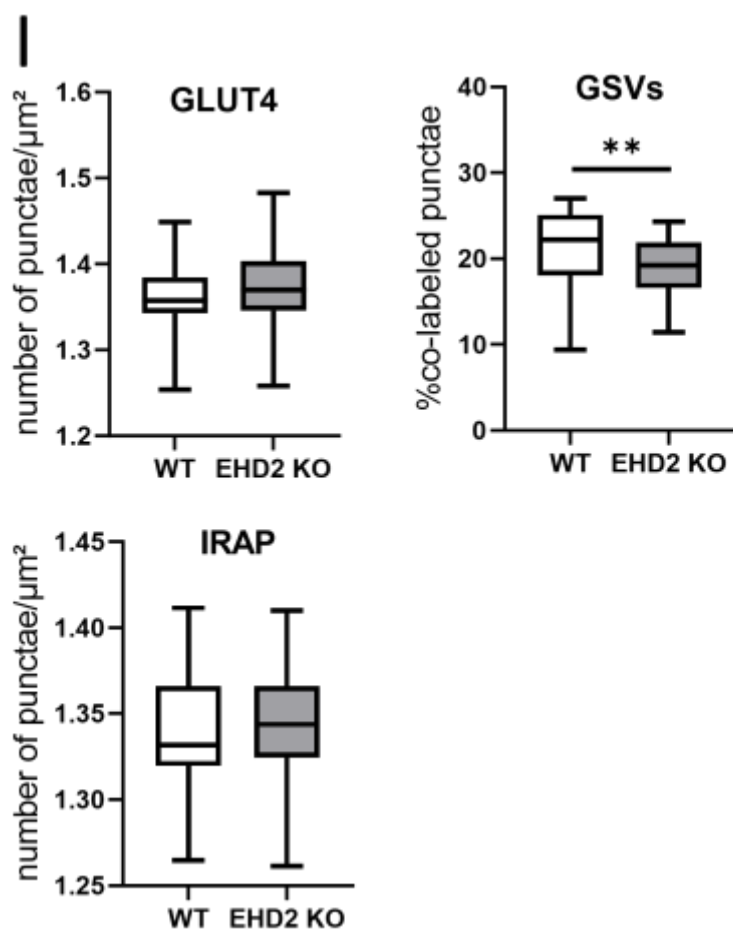 I
GLUT4
number of punctae/µm²
1.6
1.5
1.4
1.3
1.2
WT EHD2 KO
GSVs
%co-labeled punctae
40
30
20
10
0
**
WT EHD2 KO
IRAP
number of punctae/µm²
1.45
1.40
1.35
1.30
1.25
WT EHD2 KO